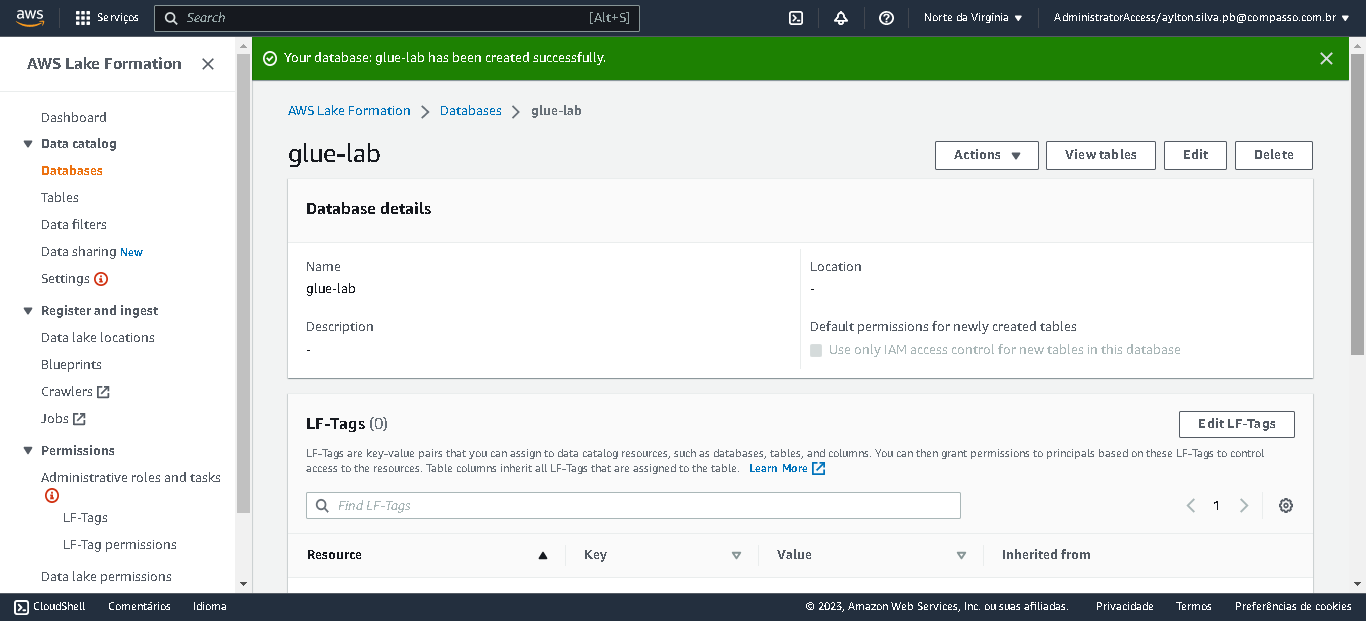 aws
Serviços
Search
[Alt+S]
Norte da Virgínia
AdministratorAccess/aylton.silva.pb@compasso.com.br
AWS Lake Formation
Dashboard
Data catalog
Databases
Tables
Data filters
Data sharing New
Settings
Register and ingest
Data lake locations
Blueprints
Crawlers
Jobs
Permissions
Administrative roles and tasks
LF-Tags
LF-Tag permissions
Data lake permissions
Your database: glue-lab has been created successfully.
AWS Lake Formation > Databases > glue-lab
glue-lab
Actions
View tables
Edit
Delete
Database details
Name
glue-lab
Description
-
Location
-
Default permissions for newly created tables
Use only IAM access control for new tables in this database
LF-Tags (0)
Edit LF-Tags
LF-Tags are key-value pairs that you can assign to data catalog resources, such as databases, tables, and columns. You can then grant permissions to principals based on these LF-Tags to control
access to the resources. Table columns inherit all LF-Tags that are assigned to the table. Learn More
Find LF-Tags
1
Resource
Key
Value
Inherited from
CloudShell
Comentários
Idioma
© 2023, Amazon Web Services, Inc. ou suas afiliadas.
Privacidade
Termos
Preferências de cookies